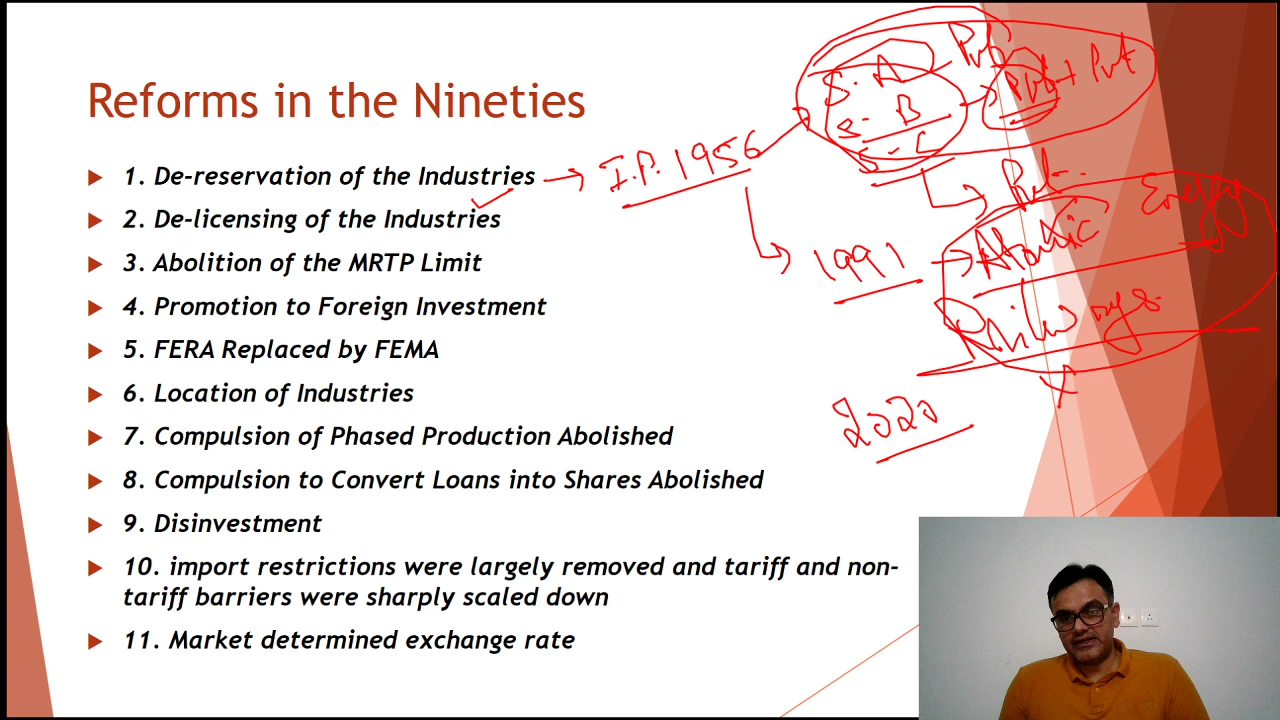 Reforms in the Nineties
1. De-reservation of the Industries
2. De-licensing of the Industries
3. Abolition of the MRTP Limit
4. Promotion to Foreign Investment
5. FERA Replaced by FEMA
6. Location of Industries
7. Compulsion of Phased Production Abolished
8. Compulsion to Convert Loans into Shares Abolished
9. Disinvestment
10. import restrictions were largely removed and tariff and non-
tariff barriers were sharply scaled down
11. Market determined exchange rate
I.P. 1956
S. A
S. B
S. C
Pub + Pvt
1991
Atomic Energy
Railways
2020